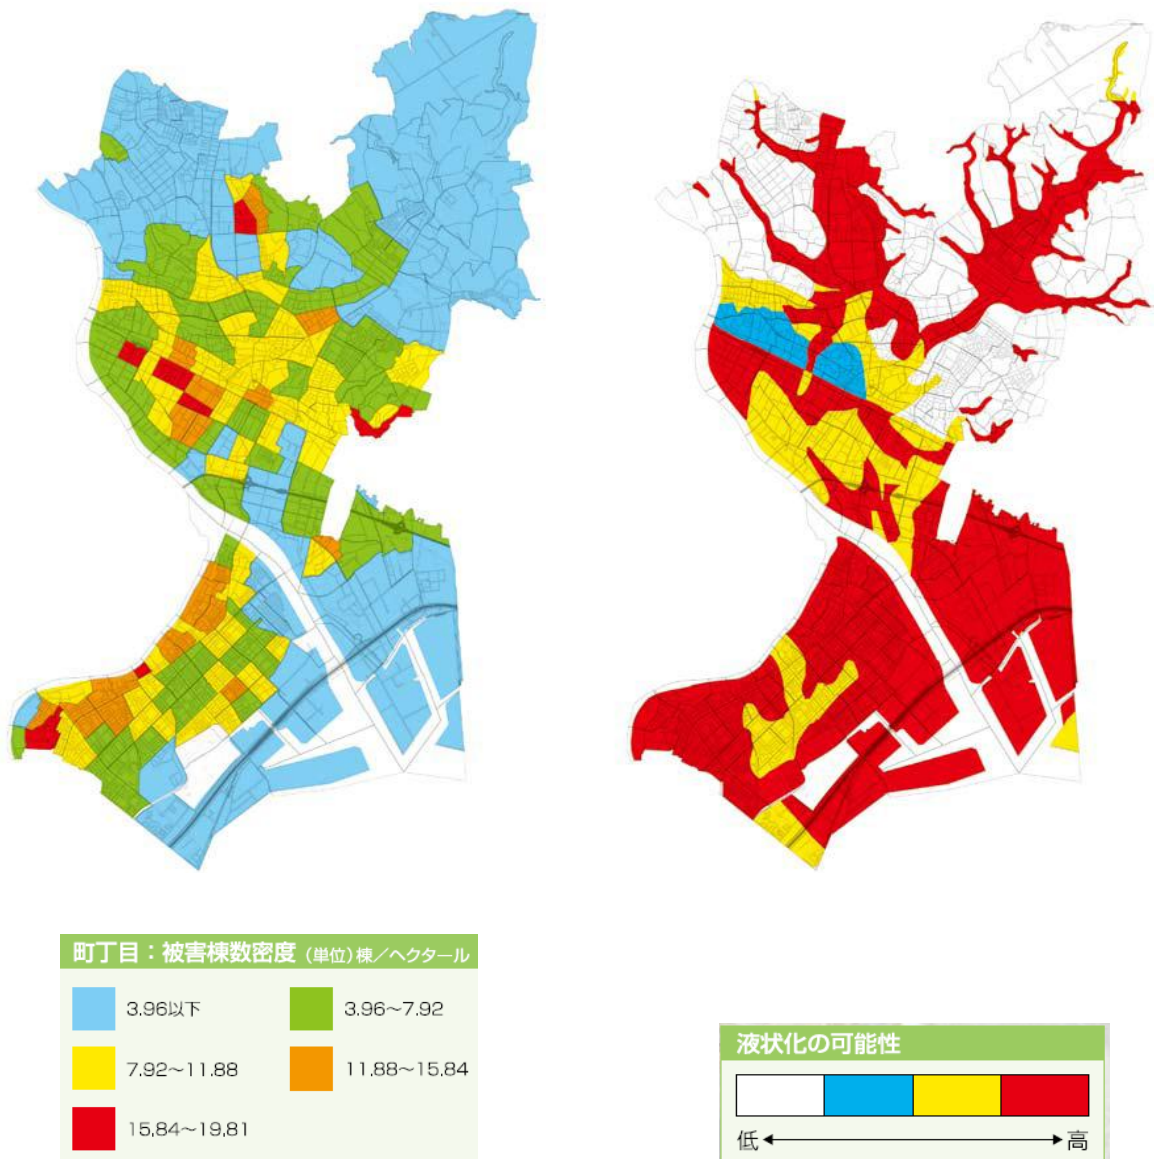 町丁目：被害棟数密度 (単位)棟／ヘクタール
3.96以下
3.96～7.92
7.92～11.88
11.88～15.84
15.84～19.81
液状化の可能性
低 高